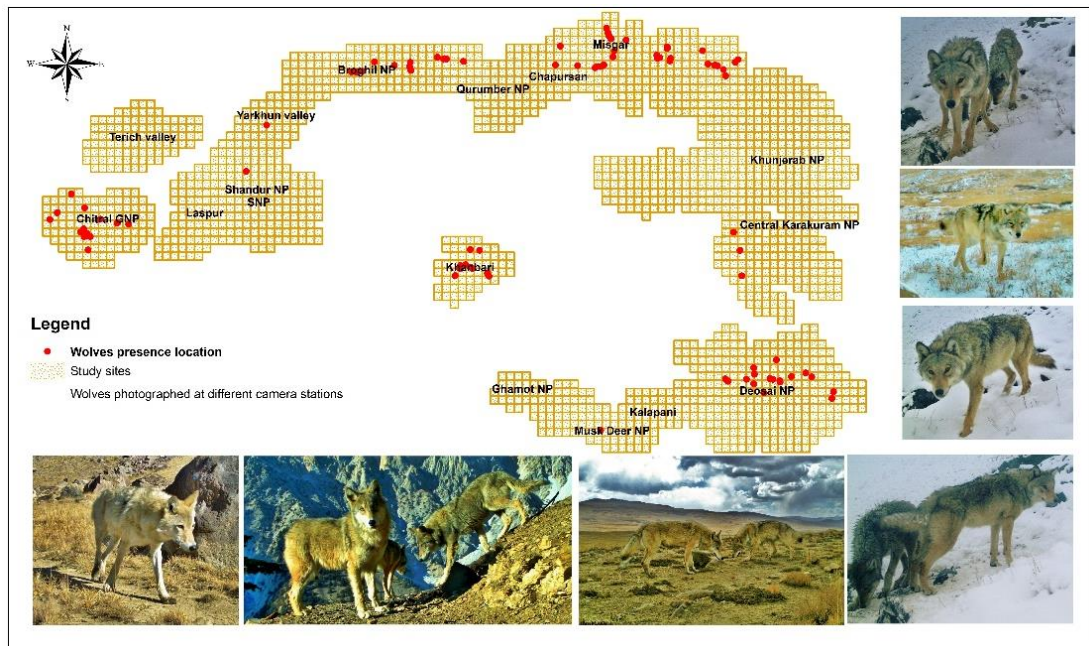 N
W
E
S
Misgar
Broghil NP
Chapursan
Qurumber NP
Yarkhun valley
Terich valley
Khunjerab NP
Shandur NP
SNP
Laspur
Chitral GNP
Central Karakuram NP
Khanbari
Legend
Wolves presence location
Study sites
Wolves photographed at different camera stations
Ghamot NP
Deosai NP
Kalapani
Musk Deer NP